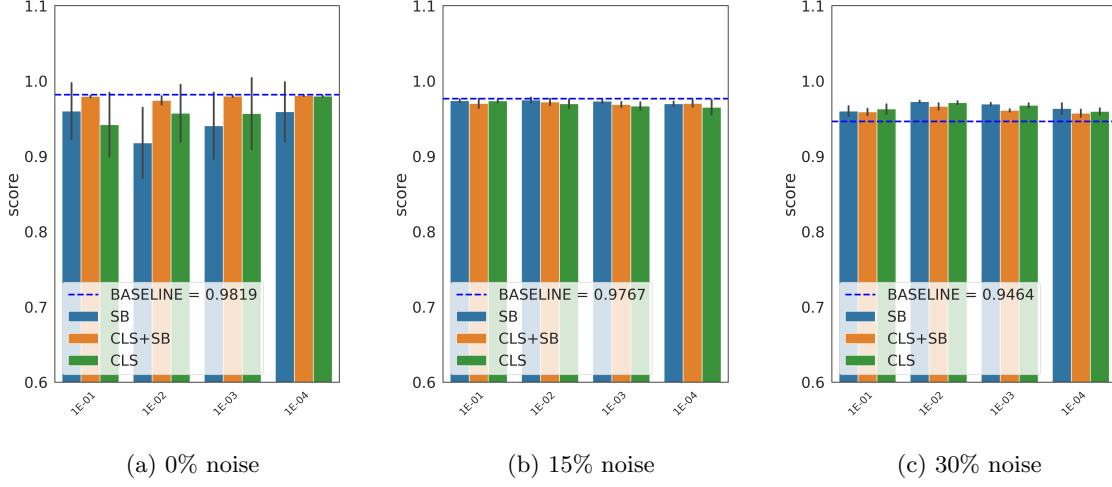 1.1
1.0
0.9
0.8
0.7
0.6
score
BASELINE = 0.9819
SB
CLS+SB
CLS
1E-01
1E-02
1E-03
1E-04
(a) 0% noise
1.1
1.0
0.9
0.8
0.7
0.6
score
BASELINE = 0.9767
SB
CLS+SB
CLS
1E-01
1E-02
1E-03
1E-04
(b) 15% noise
1.1
1.0
0.9
0.8
0.7
0.6
score
BASELINE = 0.9464
SB
CLS+SB
CLS
1E-01
1E-02
1E-03
1E-04
(c) 30% noise